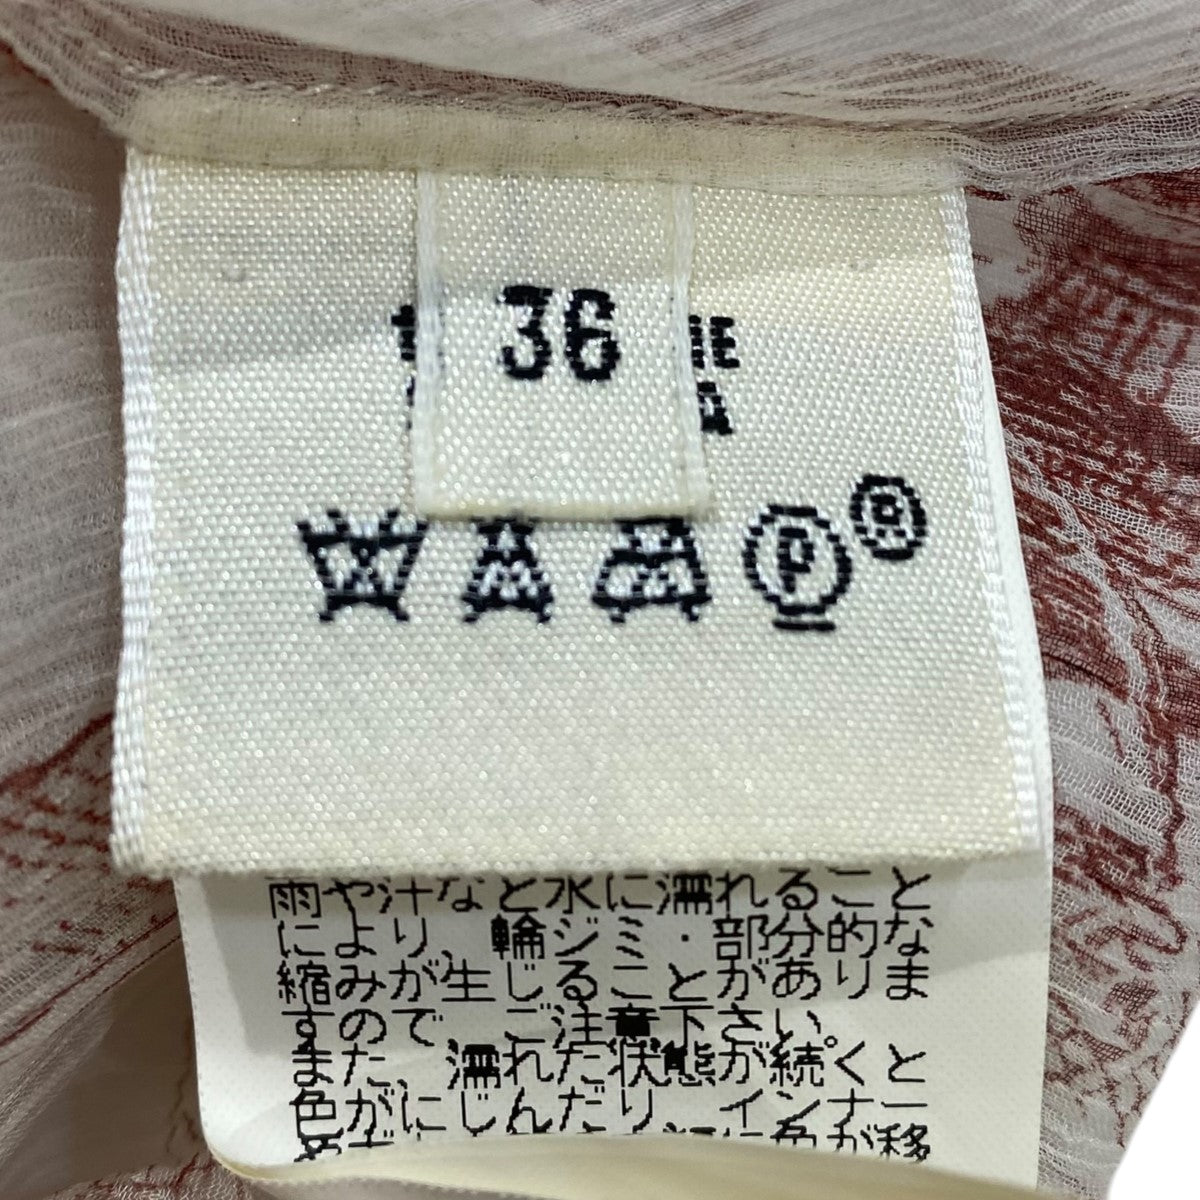 36
P
雨や汗など水に濡れること
により、輪ジミ・部分的な
縮みが生じることがありま
すので、ご注意下さい。
また、濡れた状態が続くと
色がにじんだり、インナー